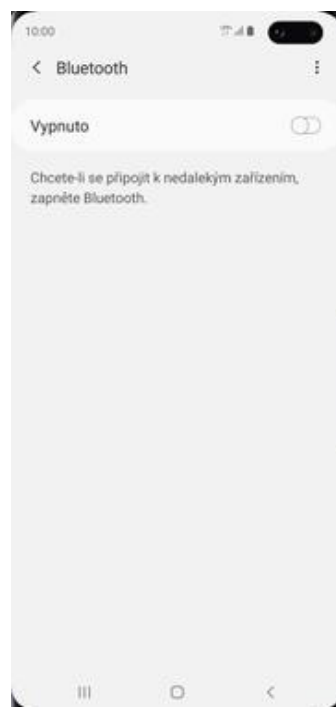 10:00
Bluetooth
Vypnuto
Chcete-li se připojit k nedalekým zařízením,
zapněte Bluetooth.